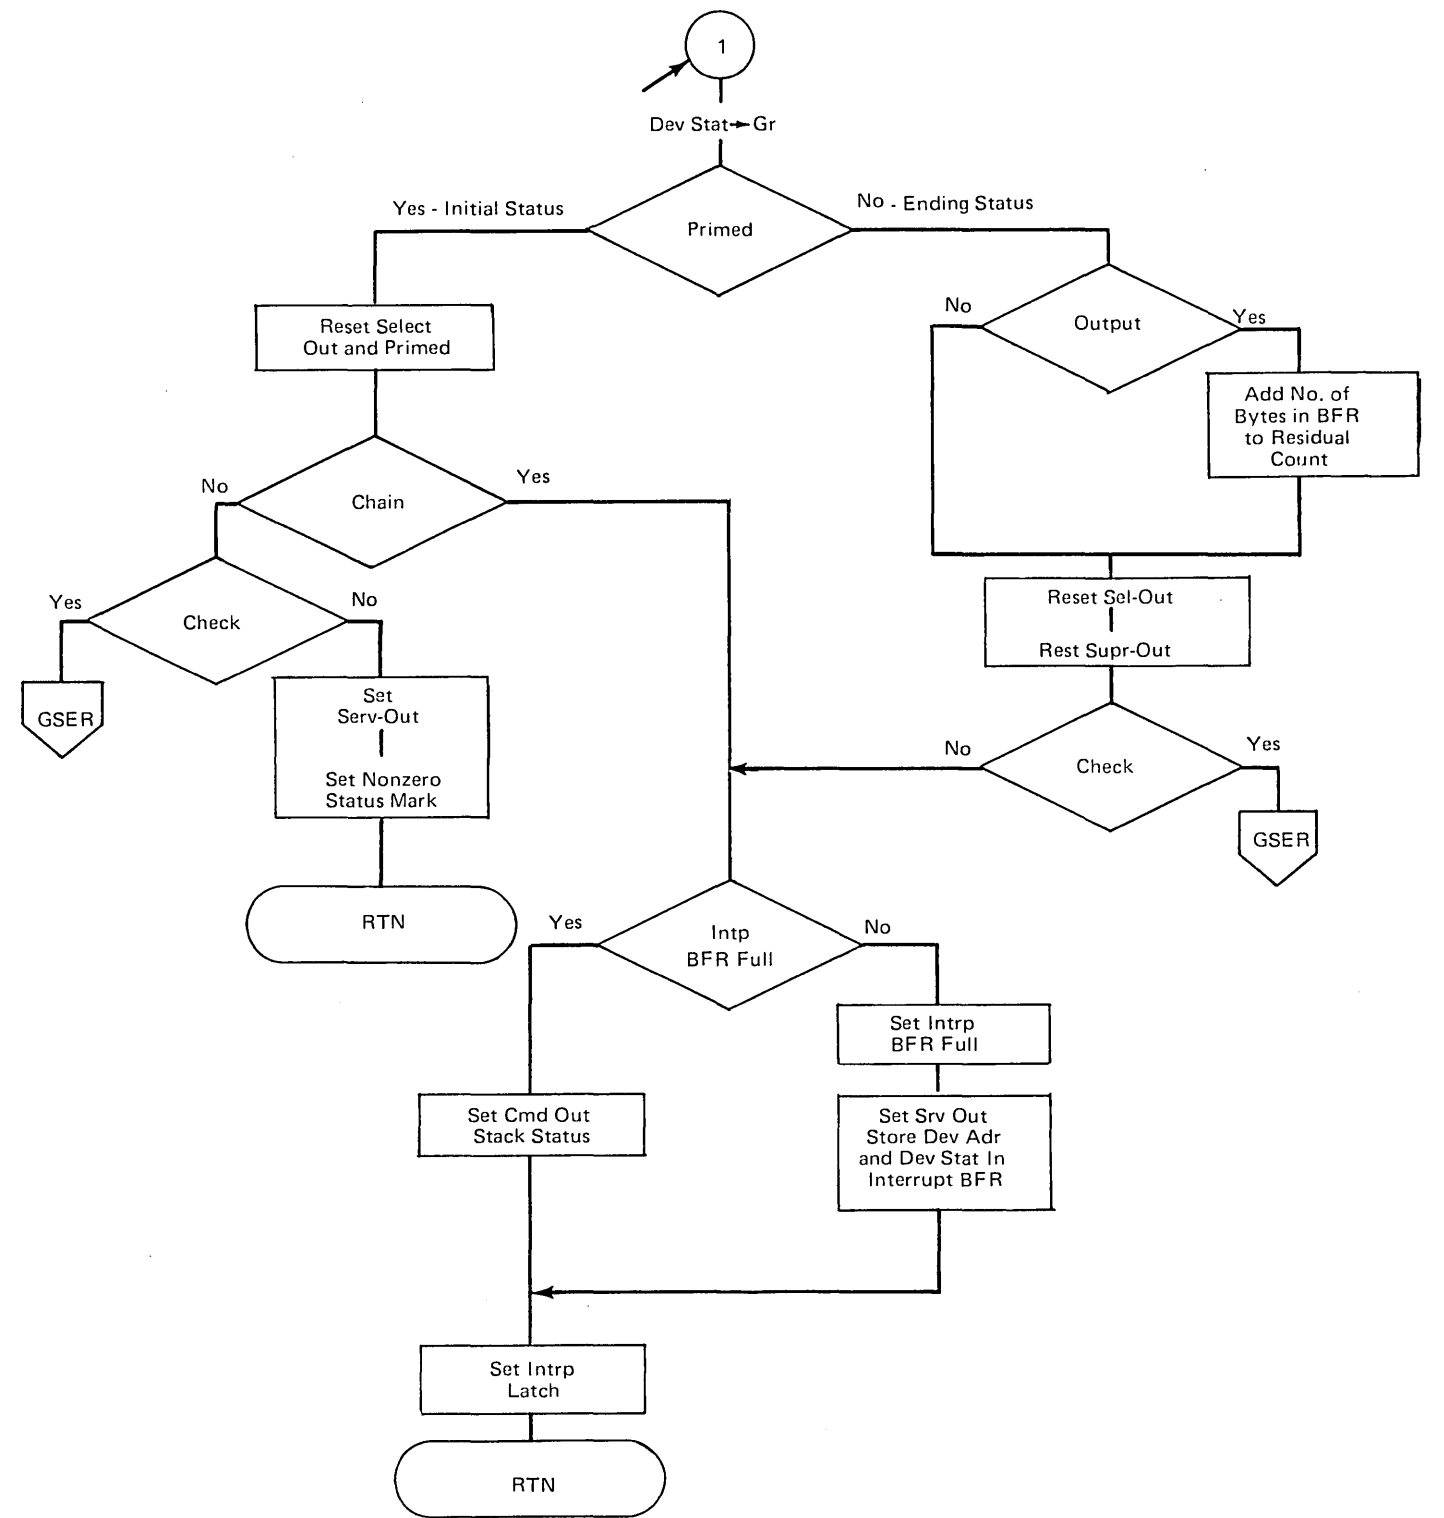 1
Dev Stat→Gr
Yes - Initial Status
No - Ending Status
Primed
Reset Select
Out and Primed
No
Output
Yes
Add No. of
Bytes in BFR
to Residual
Count
No
Chain
Yes
Yes
Check
No
GSER
Set
Serv-Out
Set Nonzero
Status Mark
RTN
Reset Sel-Out
Rest Supr-Out
No
Check
Yes
GSER
Yes
Intp
BFR Full
No
Set Intrp
BFR Full
Set Cmd Out
Stack Status
Set Srv Out
Store Dev Adr
and Dev Stat In
Interrupt BFR
Set Intrp
Latch
RTN